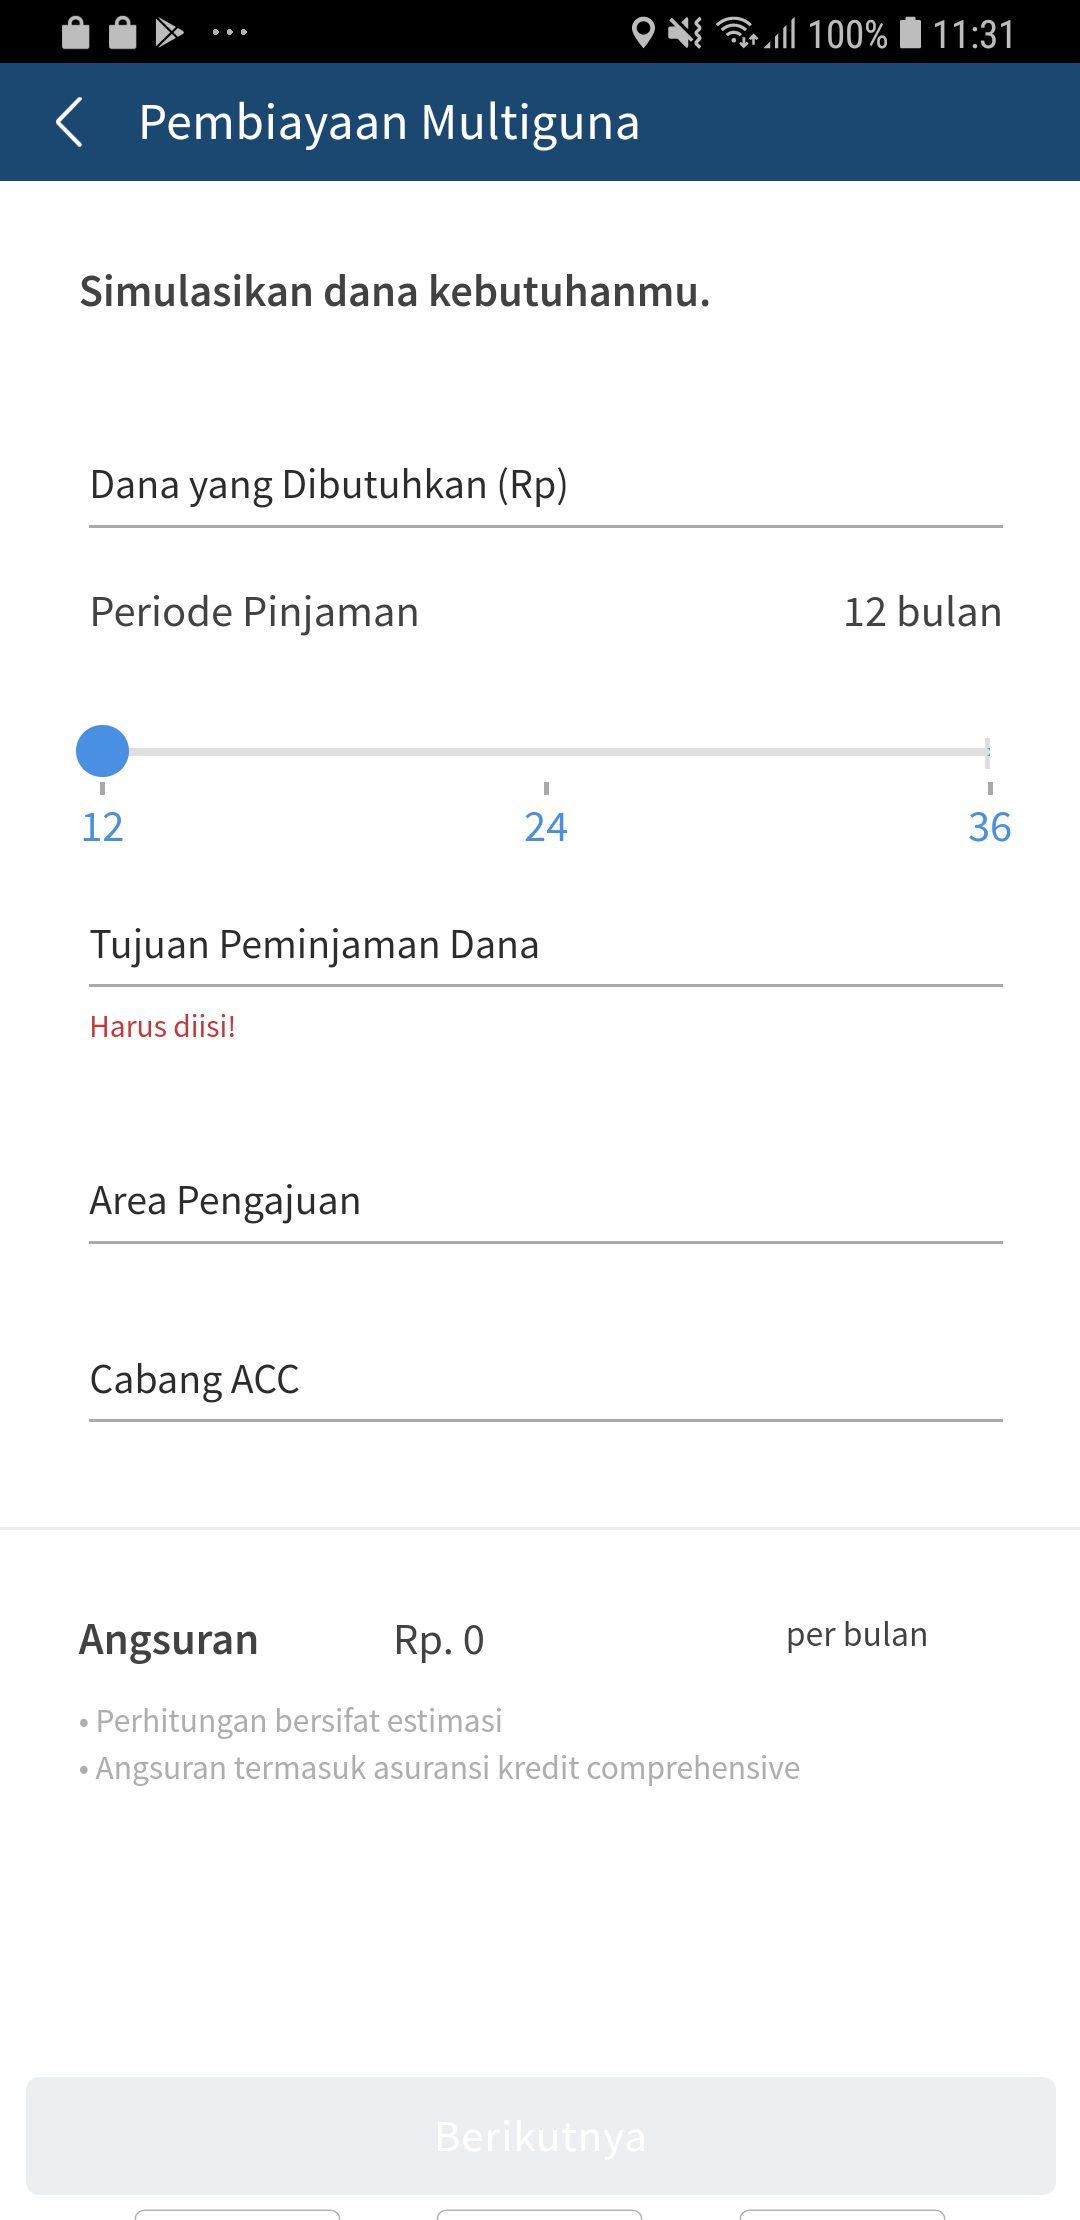 100% 11:31
Pembiayaan Multiguna
Simulasikan dana kebutuhanmu.
Dana yang Dibutuhkan (Rp)
Periode Pinjaman 12 bulan
12 24 36
Tujuan Peminjaman Dana
Harus diisi!
Area Pengajuan
Cabang ACC
Angsuran Rp. 0 per bulan
• Perhitungan bersifat estimasi
• Angsuran termasuk asuransi kredit comprehensive
Berikutnya